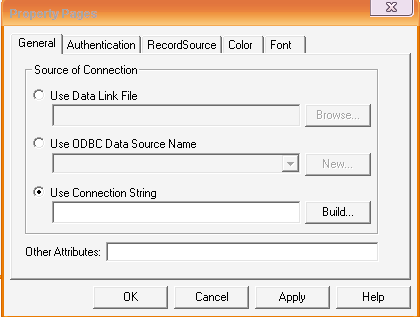 Property Pages
General Authentication RecordSource Color Font
Source of Connection
Use Data Link File
Browse...
Use ODBC Data Source Name
New...
Use Connection String
Build...
Other Attributes:
OK Cancel Apply Help